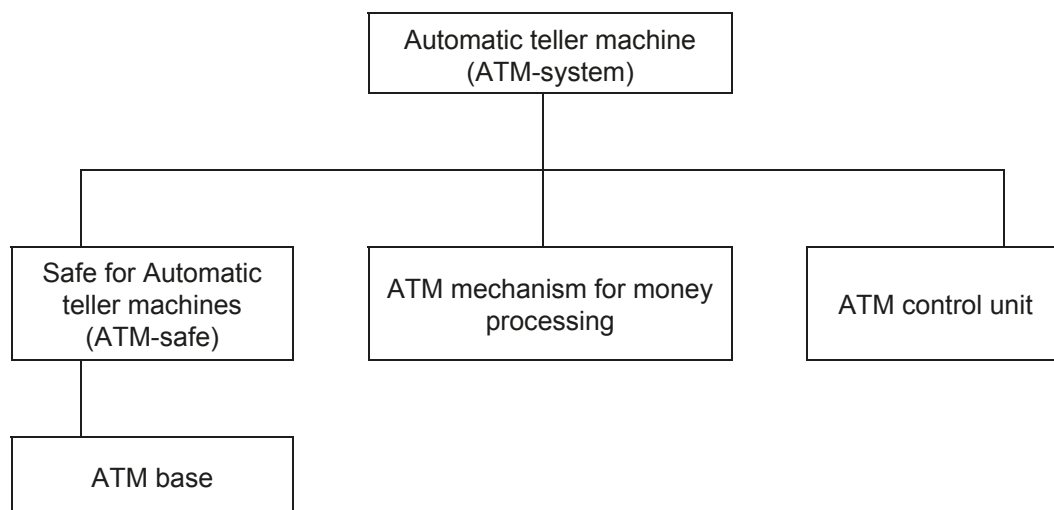 Automatic teller machine
(ATM-system)
Safe for Automatic
teller machines
(ATM-safe)
ATM mechanism for money
processing
ATM control unit
ATM base